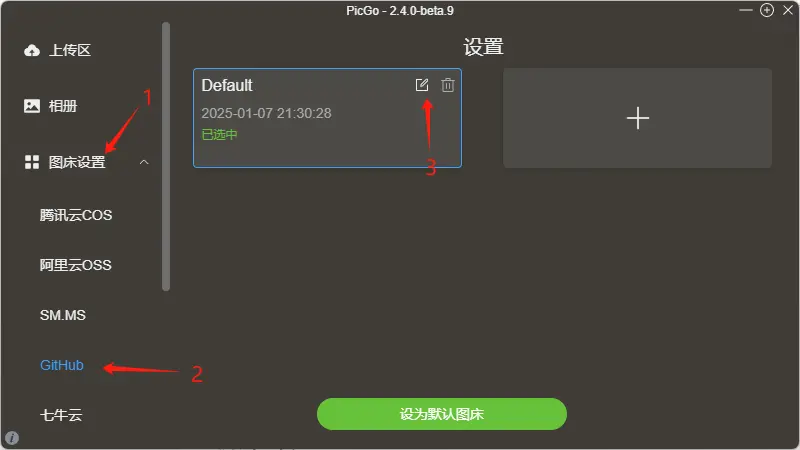 PicGo - 2.4.0-beta.9
上传区
相册
图床设置
腾讯云COS
阿里云OSS
SM.MS
GitHub
七牛云
设置
Default
2025-01-07 21:30:28
已选中
设为默认图床
1
2
3